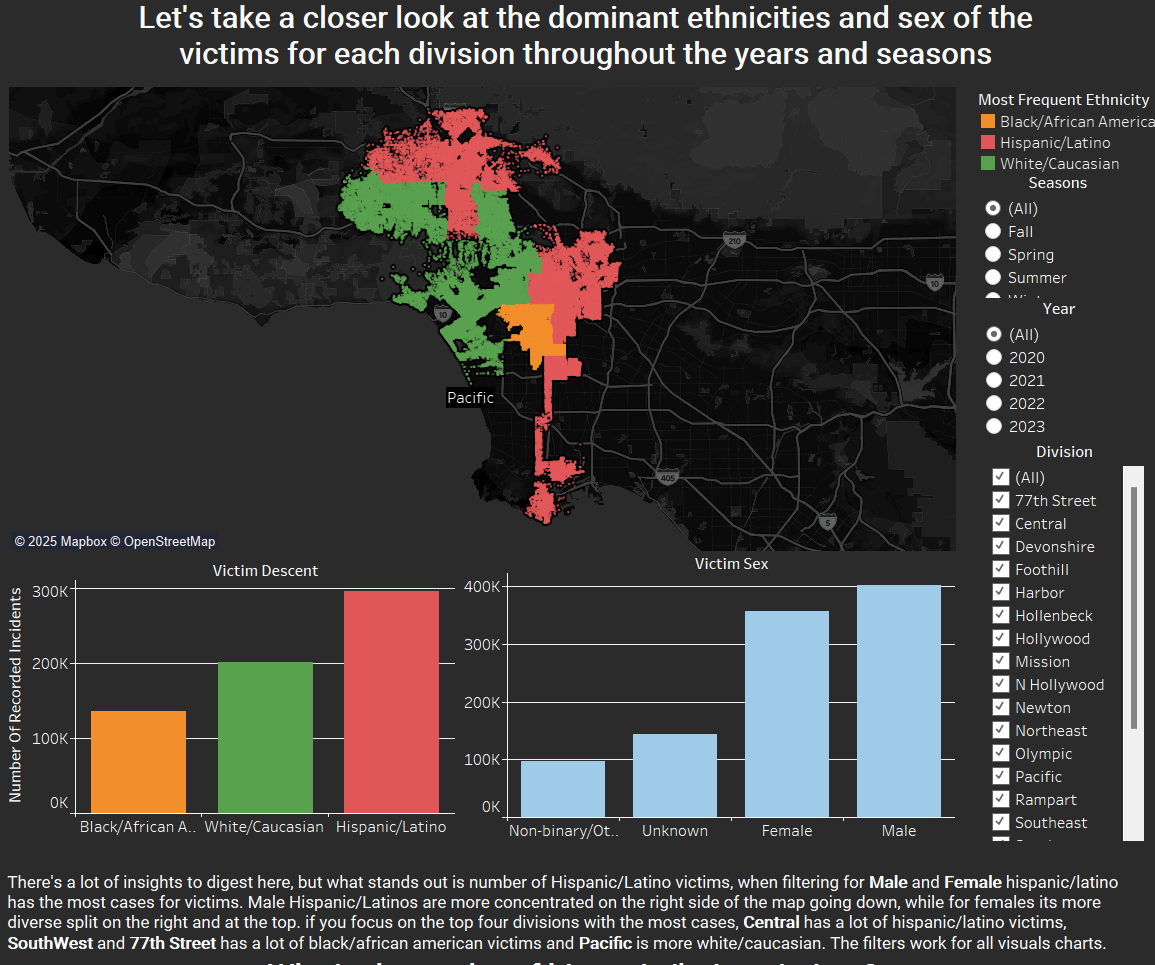 Let's take a closer look at the dominant ethnicities and sex of the
victims for each division throughout the years and seasons
Most Frequent Ethnicity
Black/African America
Hispanic/Latino
White/Caucasian
Seasons
(All)
Fall
Spring
Summer
Year
(All)
2020
2021
2022
2023
Division
(All)
77th Street
Central
Devonshire
Foothill
Harbor
Hollenbeck
Hollywood
Mission
N Hollywood
Newton
Northeast
Olympic
Pacific
Rampart
Southeast
210
10
10
Pacific
405
5
© 2025 Mapbox © OpenStreetMap
Victim Descent
Number Of Recorded Incidents
300K
200K
100K
0K
Black/African A.. White/Caucasian Hispanic/Latino
Victim Sex
400K
300K
200K
100K
0K
Non-binary/Ot.. Unknown Female Male
There's a lot of insights to digest here, but what stands out is number of Hispanic/Latino victims, when filtering for Male and Female hispanic/latino
has the most cases for victims. Male Hispanic/Latinos are more concentrated on the right side of the map going down, while for females its more
diverse split on the right and at the top. if you focus on the top four divisions with the most cases, Central has a lot of hispanic/latino victims,
SouthWest and 77th Street has a lot of black/african american victims and Pacific is more white/caucasian. The filters work for all visuals charts.